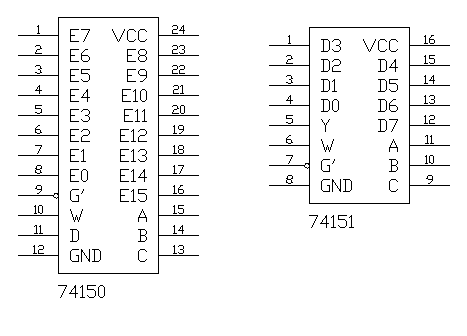 1 E7 VCC 24
2 E6 E8 23
3 E5 E9 22
4 E4 E10 21
5 E3 E11 20
6 E2 E12 19
7 E1 E13 18
8 E0 E14 17
9 G' E15 16
10 W A 15
11 D B 14
12 GND C 13
74150
1 D3 VCC 16
2 D2 D4 15
3 D1 D5 14
4 D0 D6 13
5 Y D7 12
6 W A 11
7 G' B 10
8 GND C 9
74151